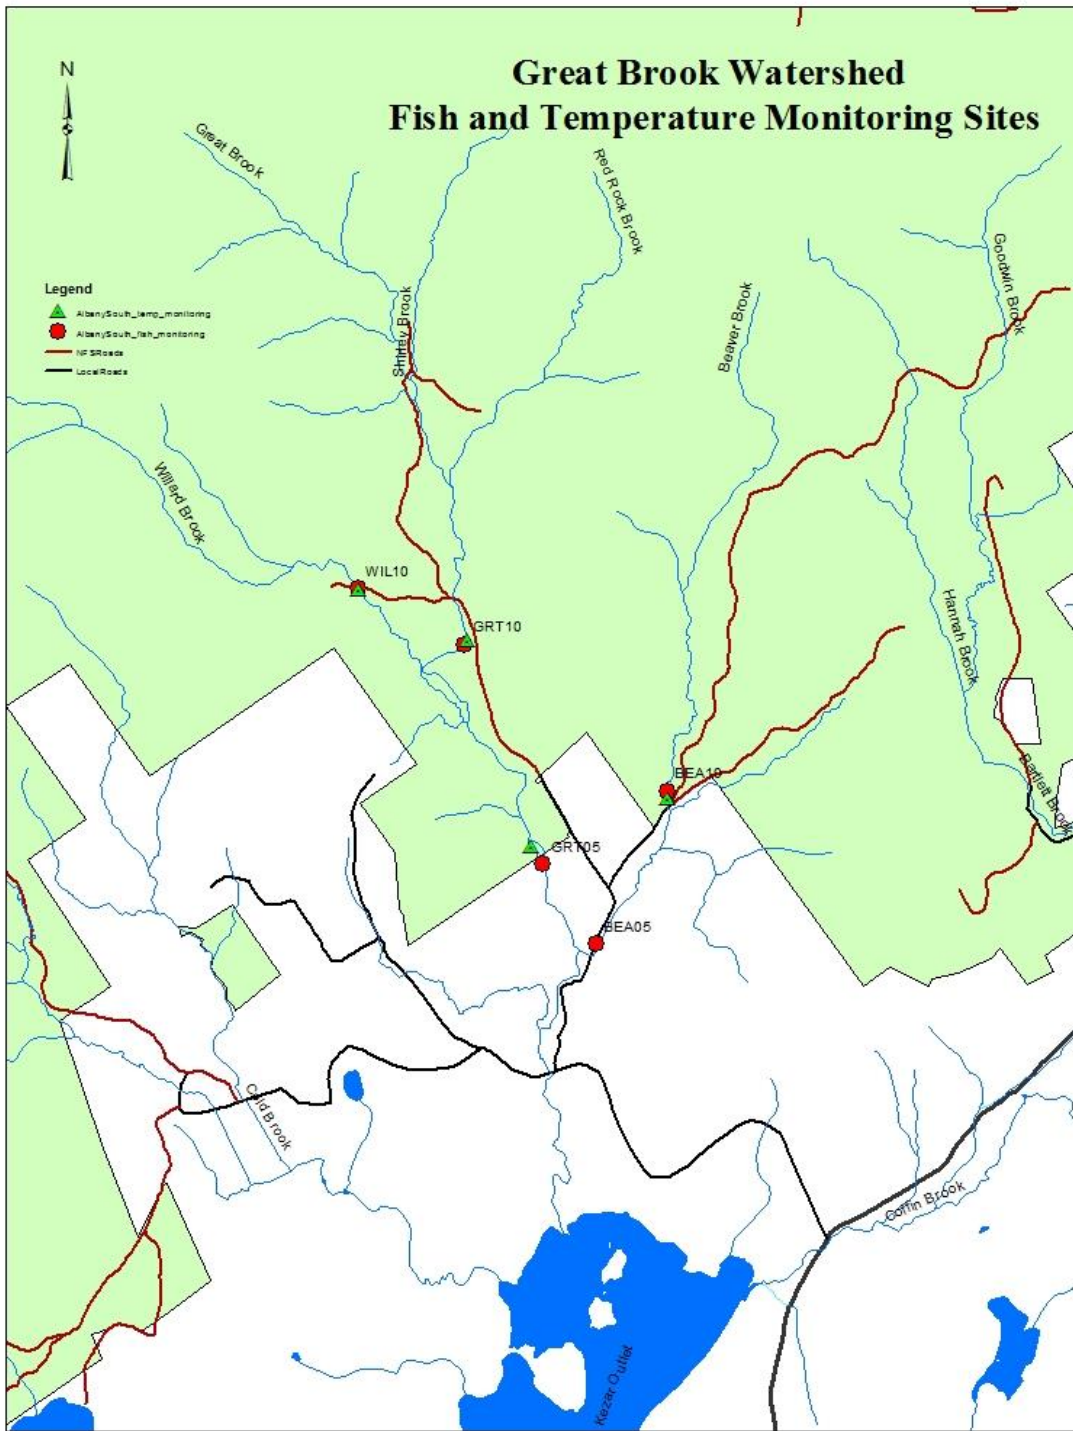 Great Brook Watershed
Fish and Temperature Monitoring Sites
N
Great Brook
Red Rock Brook
Goodwin Brook
Beaver Brook
Shirley Brook
Legend
AlbanySouth_temp_monitoring
AlbanySouth_fish_monitoring
NFSRoads
LocalRoads
Willard Brook
WIL10
GRT10
Hannah Brook
BEA10
Bartlett Brook
GRT05
BEA05
Cold Brook
Coffin Brook
Kezar Outlet